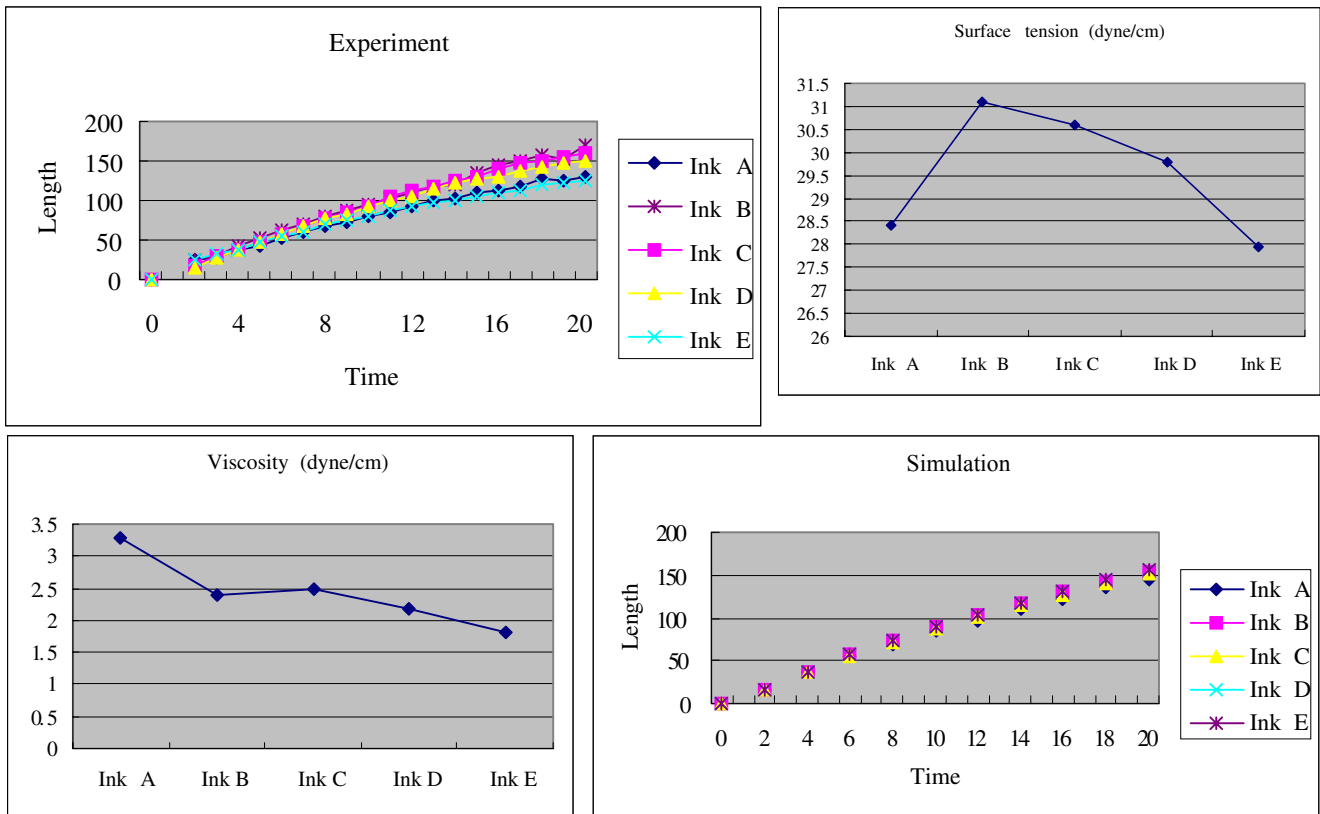 Experiment
Length
200
150
100
50
0
0 4 8 12 16 20
Time
Ink A
Ink B
Ink C
Ink D
Ink E
Surface tension (dyne/cm)
31.5
31
30.5
30
29.5
29
28.5
28
27.5
27
26.5
26
Ink A Ink B Ink C Ink D Ink E
Viscosity (dyne/cm)
3.5
3
2.5
2
1.5
1
0.5
0
Ink A Ink B Ink C Ink D Ink E
Simulation
Length
200
150
100
50
0
0 2 4 6 8 10 12 14 16 18 20
Time
Ink A
Ink B
Ink C
Ink D
Ink E